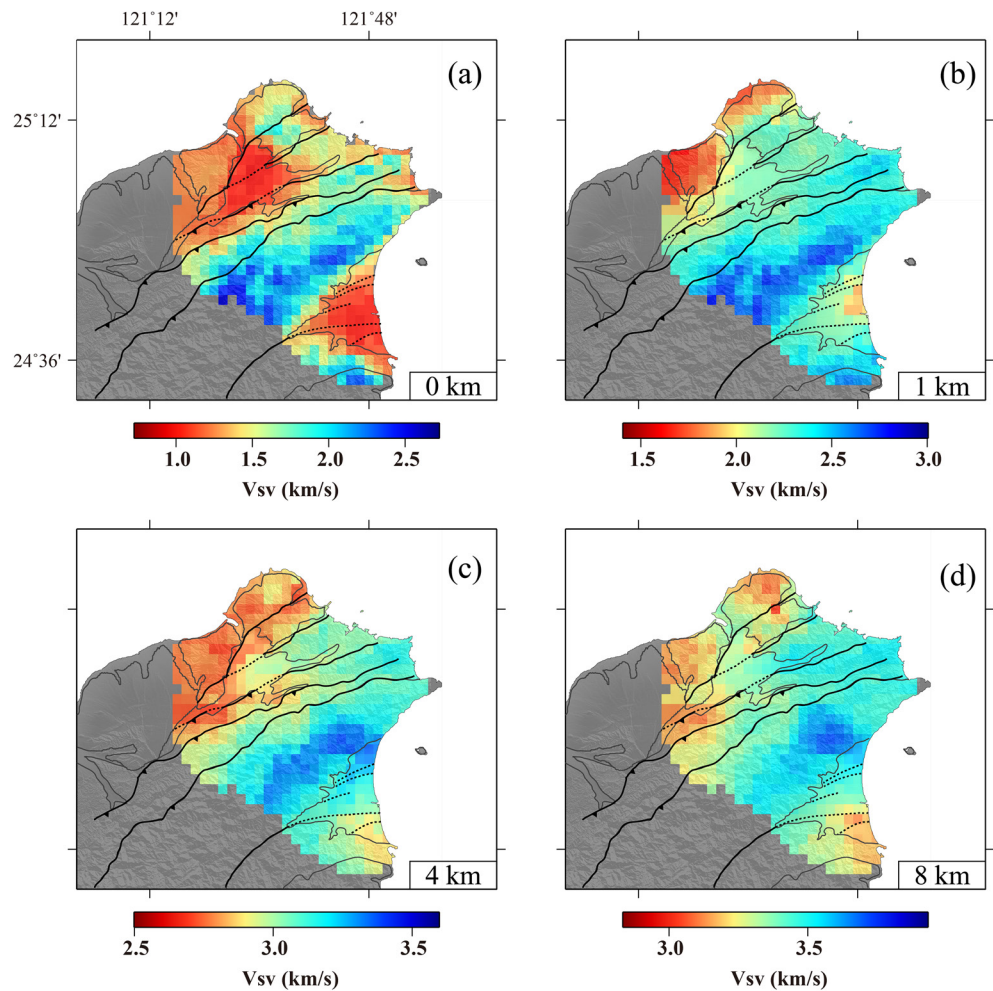 121°12'
121°48'
(a)
(b)
25°12'
24°36'
0 km
1 km
1.0 1.5 2.0 2.5
1.5 2.0 2.5 3.0
Vsv (km/s)
Vsv (km/s)
(c)
(d)
4 km
8 km
2.5 3.0 3.5
3.0 3.5
Vsv (km/s)
Vsv (km/s)